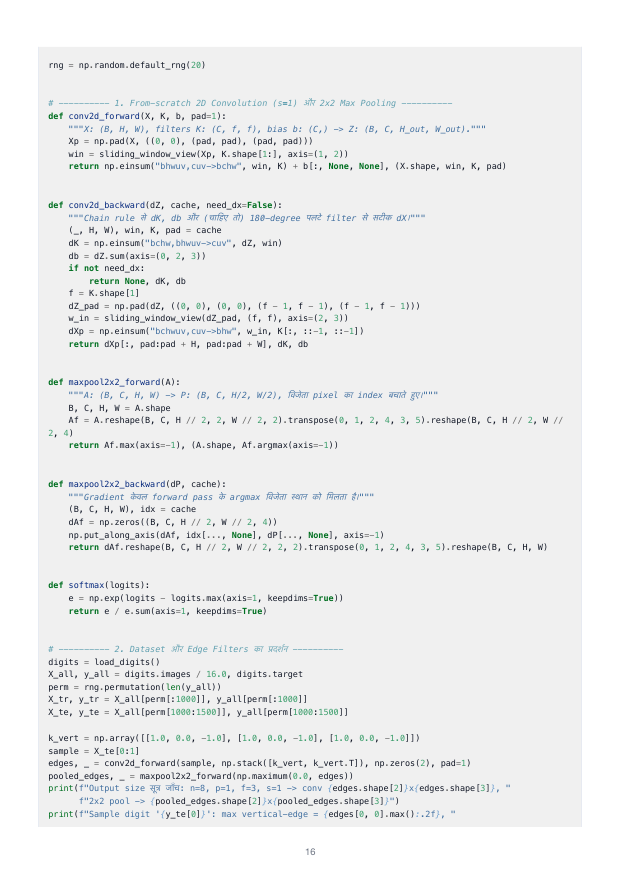 rng = np.random.default_rng(20)
# ---------- 1. From-scratch 2D Convolution (s=1) और 2x2 Max Pooling ----------
def conv2d_forward(X, K, b, pad=1):
    """X: (B, H, W), filters K: (C, f, f), bias b: (C,) -> Z: (B, C, H_out, W_out)."""
    Xp = np.pad(X, ((0, 0), (pad, pad), (pad, pad)))
    win = sliding_window_view(Xp, K.shape[1:], axis=(1, 2))
    return np.einsum("bhwuv,cuv->bchw", win, K) + b[:, None, None], (X.shape, win, K, pad)
def conv2d_backward(dZ, cache, need_dx=False):
    """Chain rule से dK, db और (चाहिए तो) 180-degree पलटे filter से सटीक dX।"""
    (_, H, W), win, K, pad = cache
    dK = np.einsum("bchw,bhwuv->cuv", dZ, win)
    db = dZ.sum(axis=(0, 2, 3))
    if not need_dx:
        return None, dK, db
    f = K.shape[1]
    dZ_pad = np.pad(dZ, ((0, 0), (0, 0), (f - 1, f - 1), (f - 1, f - 1)))
    w_in = sliding_window_view(dZ_pad, (f, f), axis=(2, 3))
    dXp = np.einsum("bchwuv,cuv->bhw", w_in, K[:, ::-1, ::-1])
    return dXp[:, pad:pad + H, pad:pad + W], dK, db
def maxpool2x2_forward(A):
    """A: (B, C, H, W) -> P: (B, C, H/2, W/2), विजेता pixel का index बचाते हुए।"""
    B, C, H, W = A.shape
    Af = A.reshape(B, C, H // 2, 2, W // 2, 2).transpose(0, 1, 2, 4, 3, 5).reshape(B, C, H // 2, W //
2, 4)
    return Af.max(axis=-1), (A.shape, Af.argmax(axis=-1))
def maxpool2x2_backward(dP, cache):
    """Gradient केवल forward pass के argmax विजेता स्थान को मिलता है।"""
    (B, C, H, W), idx = cache
    dAf = np.zeros((B, C, H // 2, W // 2, 4))
    np.put_along_axis(dAf, idx[..., None], dP[..., None], axis=-1)
    return dAf.reshape(B, C, H // 2, W // 2, 2, 2).transpose(0, 1, 2, 4, 3, 5).reshape(B, C, H, W)
def softmax(logits):
    e = np.exp(logits - logits.max(axis=1, keepdims=True))
    return e / e.sum(axis=1, keepdims=True)
# ---------- 2. Dataset और Edge Filters का प्रदर्शन ----------
digits = load_digits()
X_all, y_all = digits.images / 16.0, digits.target
perm = rng.permutation(len(y_all))
X_tr, y_tr = X_all[perm[:1000]], y_all[perm[:1000]]
X_te, y_te = X_all[perm[1000:1500]], y_all[perm[1000:1500]]
k_vert = np.array([[1.0, 0.0, -1.0], [1.0, 0.0, -1.0], [1.0, 0.0, -1.0]])
sample = X_te[0:1]
edges, _ = conv2d_forward(sample, np.stack([k_vert, k_vert.T]), np.zeros(2), pad=1)
pooled_edges, _ = maxpool2x2_forward(np.maximum(0.0, edges))
print(f"Output size सूत्र जाँच: n=8, p=1, f=3, s=1 -> conv {edges.shape[2]}x{edges.shape[3]}, "
      f"2x2 pool -> {pooled_edges.shape[2]}x{pooled_edges.shape[3]}")
print(f"Sample digit '{y_te[0]}': max vertical-edge = {edges[0, 0].max():.2f}, "
16